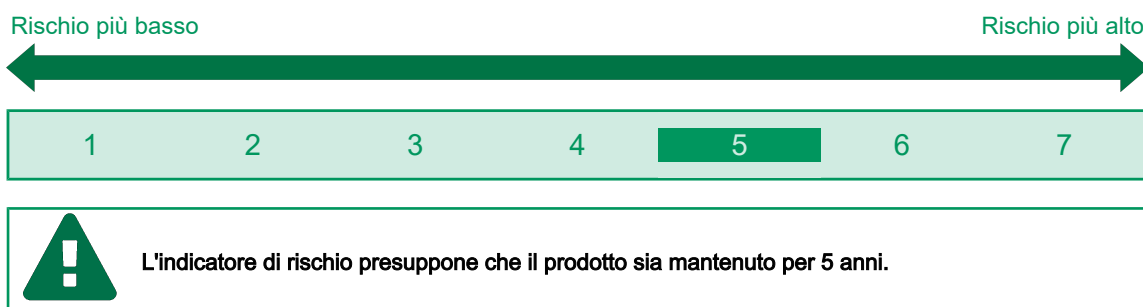 Rischio più basso Rischio più alto
1 2 3 4 5 6 7
L'indicatore di rischio presuppone che il prodotto sia mantenuto per 5 anni.